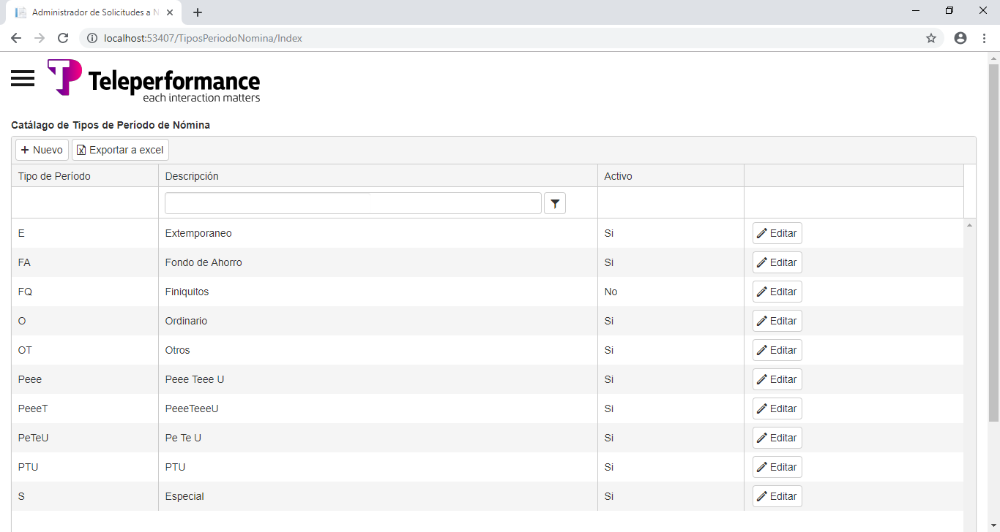 Administrador de Solicitudes a N
localhost:53407/TiposPeriodoNomina/Index
Teleperformance
each interaction matters
Catálago de Tipos de Período de Nómina
Nuevo Exportar a excel
Tipo de Período Descripción Activo
E Extemporaneo Si Editar
FA Fondo de Ahorro Si Editar
FQ Finiquitos No Editar
O Ordinario Si Editar
OT Otros Si Editar
Peee Peee Teee U Si Editar
PeeeT PeeeTeeeU Si Editar
PeTeU Pe Te U Si Editar
PTU PTU Si Editar
S Especial Si Editar